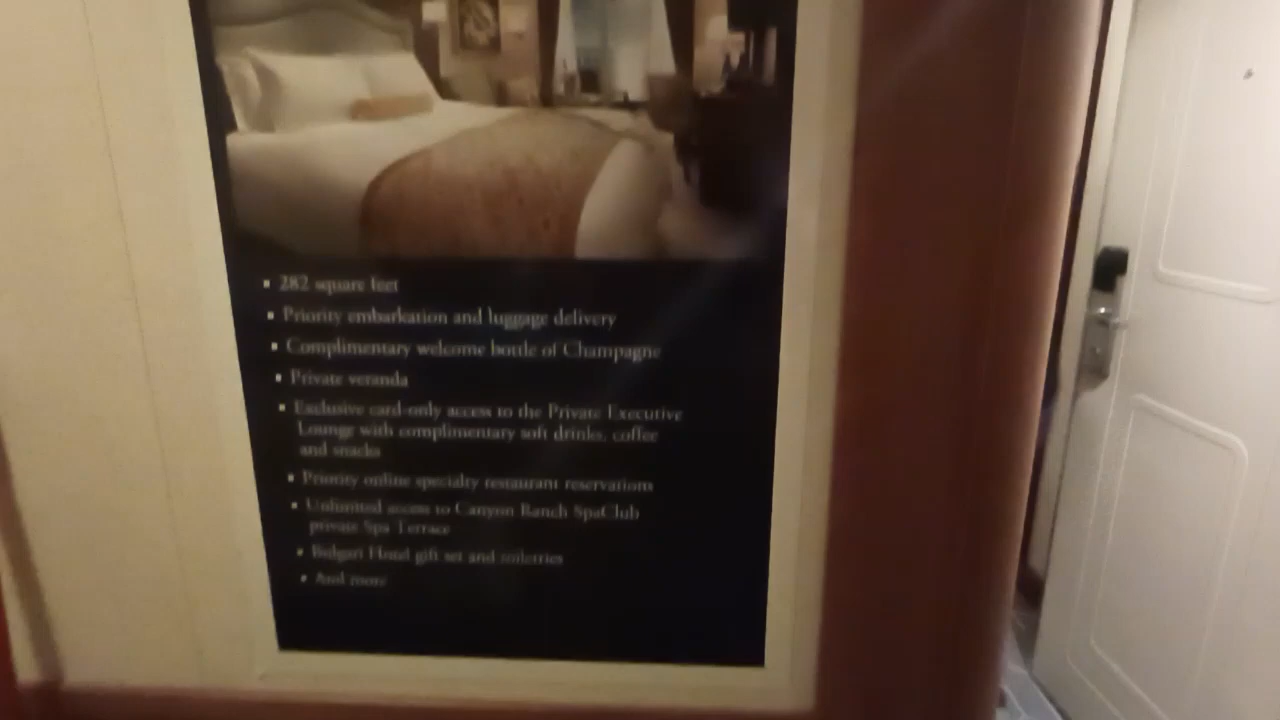 ▪ 282 square feet
▪ Priority embarkation and luggage delivery
▪ Complimentary welcome bottle of Champagne
▪ Private veranda
▪ Exclusive card-only access to the Private Executive
Lounge with complimentary soft drinks, coffee
and snacks
▪ Priority online specialty restaurant reservations
▪ Unlimited access to Canyon Ranch SpaClub
private Spa Terrace
▪ Bulgari Hotel gift set and toiletries
▪ And more